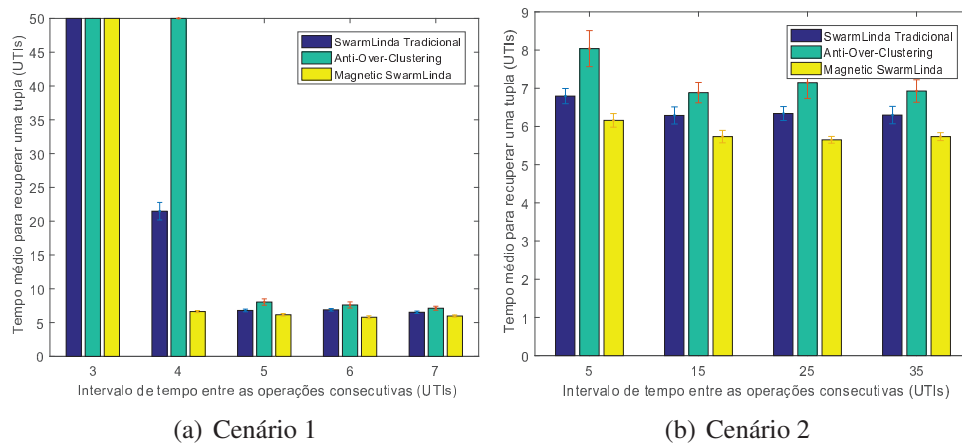 50
45
40
35
30
25
20
15
10
5
0
Tempo médio para recuperar uma tupla (UTIs)
SwarmLinda Tradicional
Anti-Over-Clustering
Magnetic SwarmLinda
3 4 5 6 7
Intervalo de tempo entre as operações consecutivas (UTIs)
(a) Cenário 1
9
8
7
6
5
4
3
2
1
0
Tempo médio para recuperar uma tupla (UTIs)
SwarmLinda Tradicional
Anti-Over-Clustering
Magnetic SwarmLinda
5 15 25 35
Intervalo de tempo entre as operações consecutivas (UTIs)
(b) Cenário 2